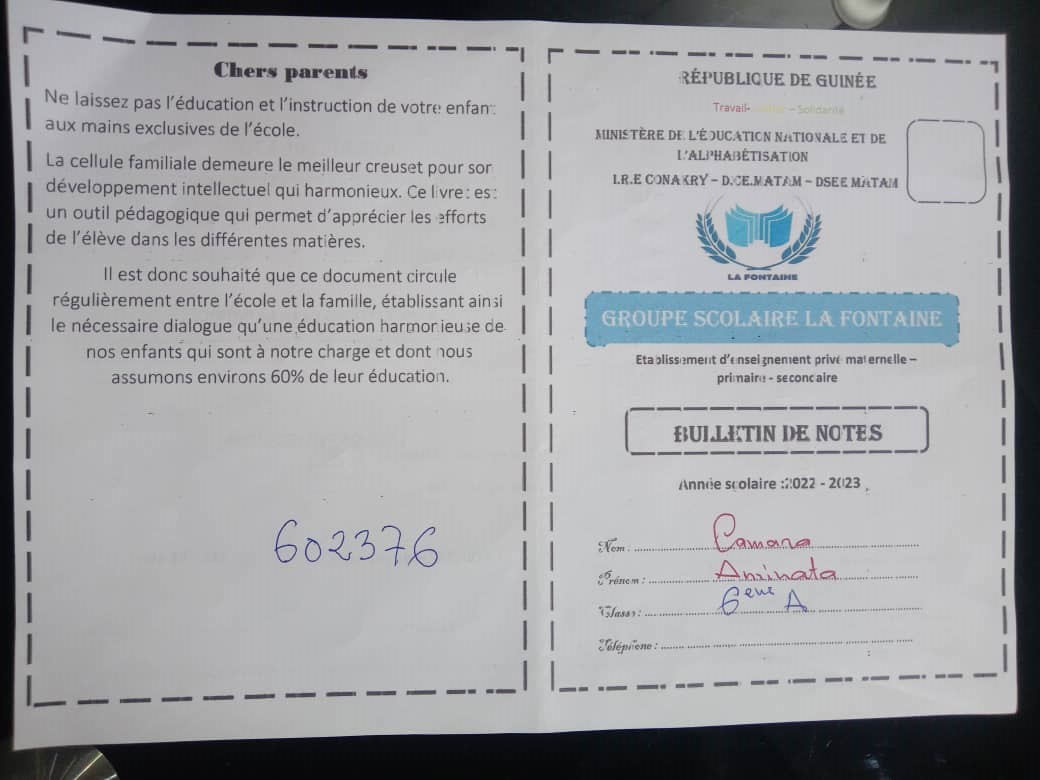 Chers parents
Ne laissez pas l'éducation et l'instruction de votre enfant
aux mains exclusives de l'école.
La cellule familiale demeure le meilleur creuset pour son
développement intellectuel qui harmonieux. Ce livret est
un outil pédagogique qui permet d'apprécier les efforts
de l'élève dans les différentes matières.
Il est donc souhaité que ce document circule
régulièrement entre l'école et la famille, établissant ainsi
le nécessaire dialogue qu'une éducation harmonieuse de
nos enfants qui sont à notre charge et dont nous
assumons environs 60% de leur éducation.
602376
RÉPUBLIQUE DE GUINÉE
Travail- – Solidarité
MINISTÈRE DE L'ÉDUCATION NATIONALE ET DE
L'ALPHABÉTISATION
I.R.E CONAKRY – D.CE.MATAM – DSEE MATAM
LA FONTAINE
GROUPE SCOLAIRE LA FONTAINE
Etablissement d'enseignement privé maternelle –
primaire - secondaire
BULLETIN DE NOTES
Année scolaire :2022 - 2023
Nom : Camara
Prénom : Aminata
Classe : 6eme A
Téléphone :